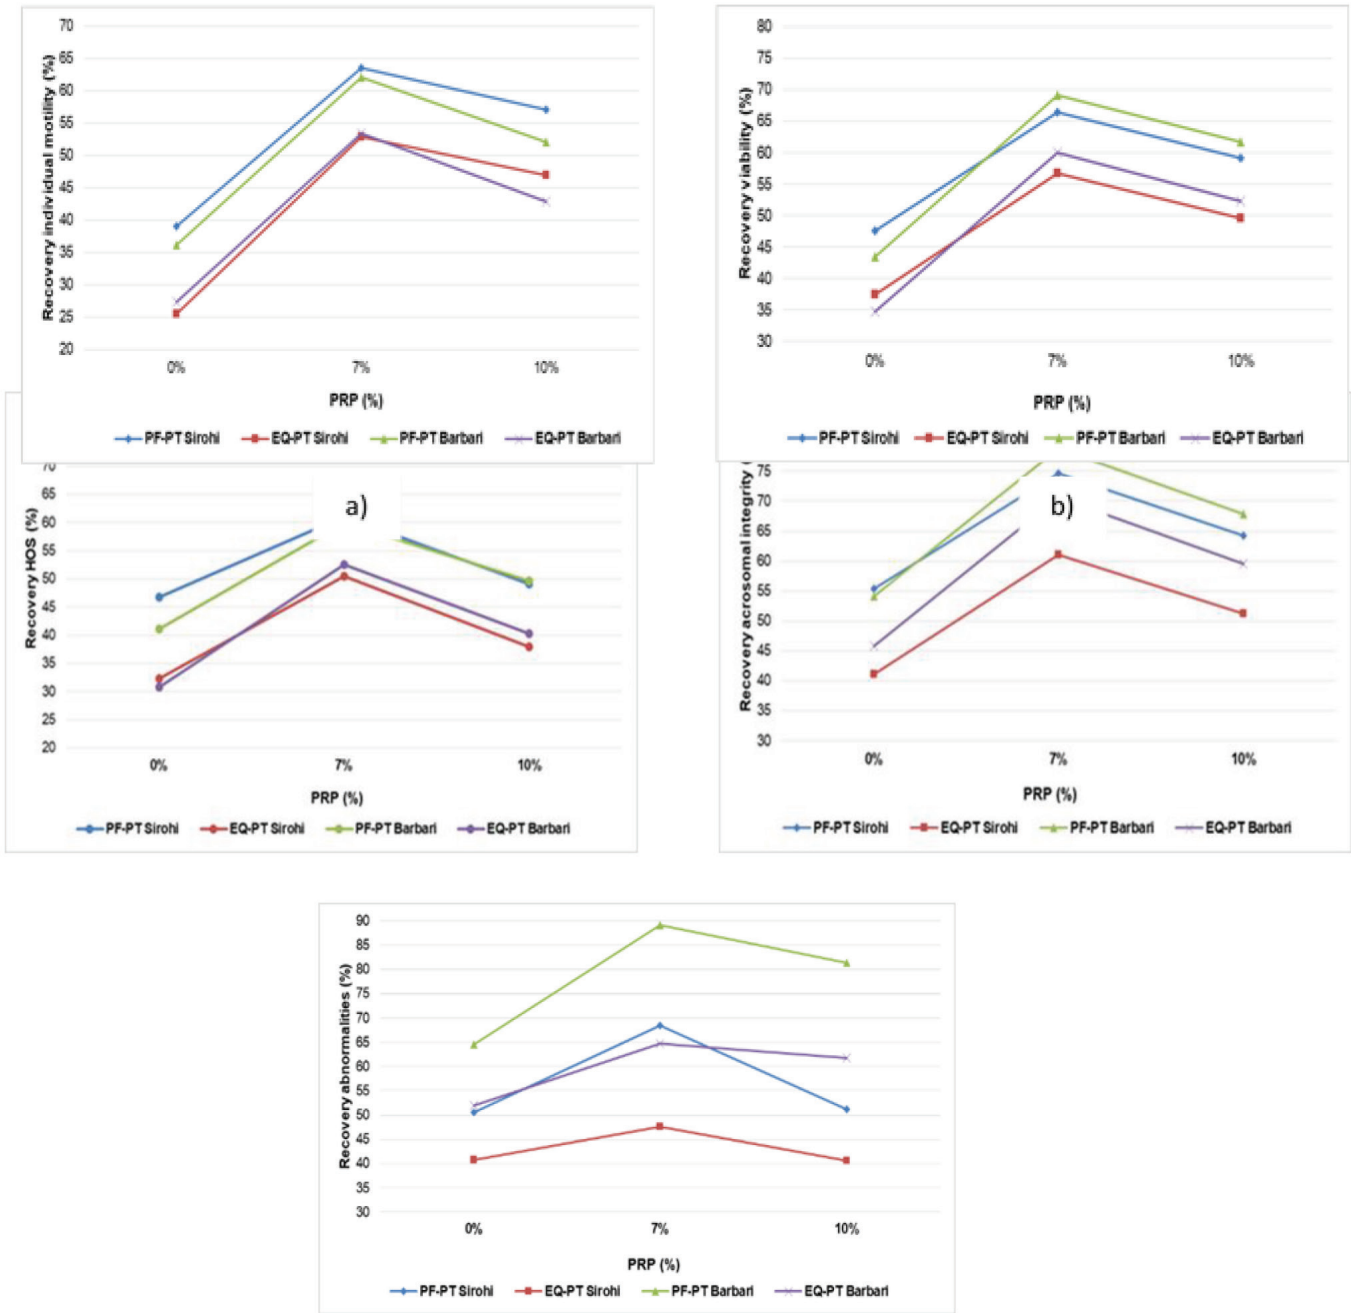 Recovery individual motility (%)
70
65
60
55
50
45
40
35
30
25
20
0% 7% 10%
PRP (%)
PF-PT Sirohi EQ-PT Sirohi PF-PT Barbari EQ-PT Barbari
Recovery viability (%)
80
75
70
65
60
55
50
45
40
35
30
0% 7% 10%
PRP (%)
PF-PT Sirohi EQ-PT Sirohi PF-PT Barbari EQ-PT Barbari
a)
b)
Recovery HOS (%)
70
65
60
55
50
45
40
35
30
25
20
0% 7% 10%
PRP (%)
PF-PT Sirohi EQ-PT Sirohi PF-PT Barbari EQ-PT Barbari
Recovery acrosomal integrity (
75
70
65
60
55
50
45
40
35
30
0% 7% 10%
PRP (%)
PF-PT Sirohi EQ-PT Sirohi PF-PT Barbari EQ-PT Barbari
Recovery abnormalities (%)
90
85
80
75
70
65
60
55
50
45
40
35
30
0% 7% 10%
PRP (%)
PF-PT Sirohi EQ-PT Sirohi PF-PT Barbari EQ-PT Barbari